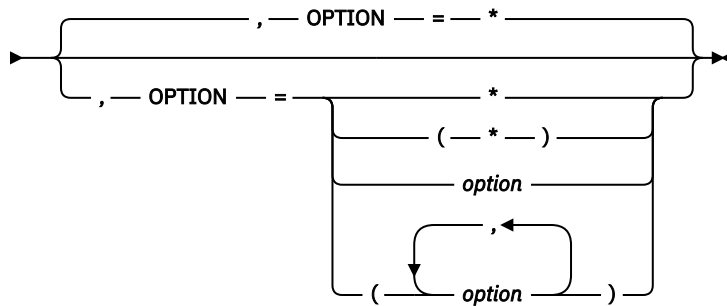 , OPTION = *
, OPTION = *
( * )
option
,
( option )